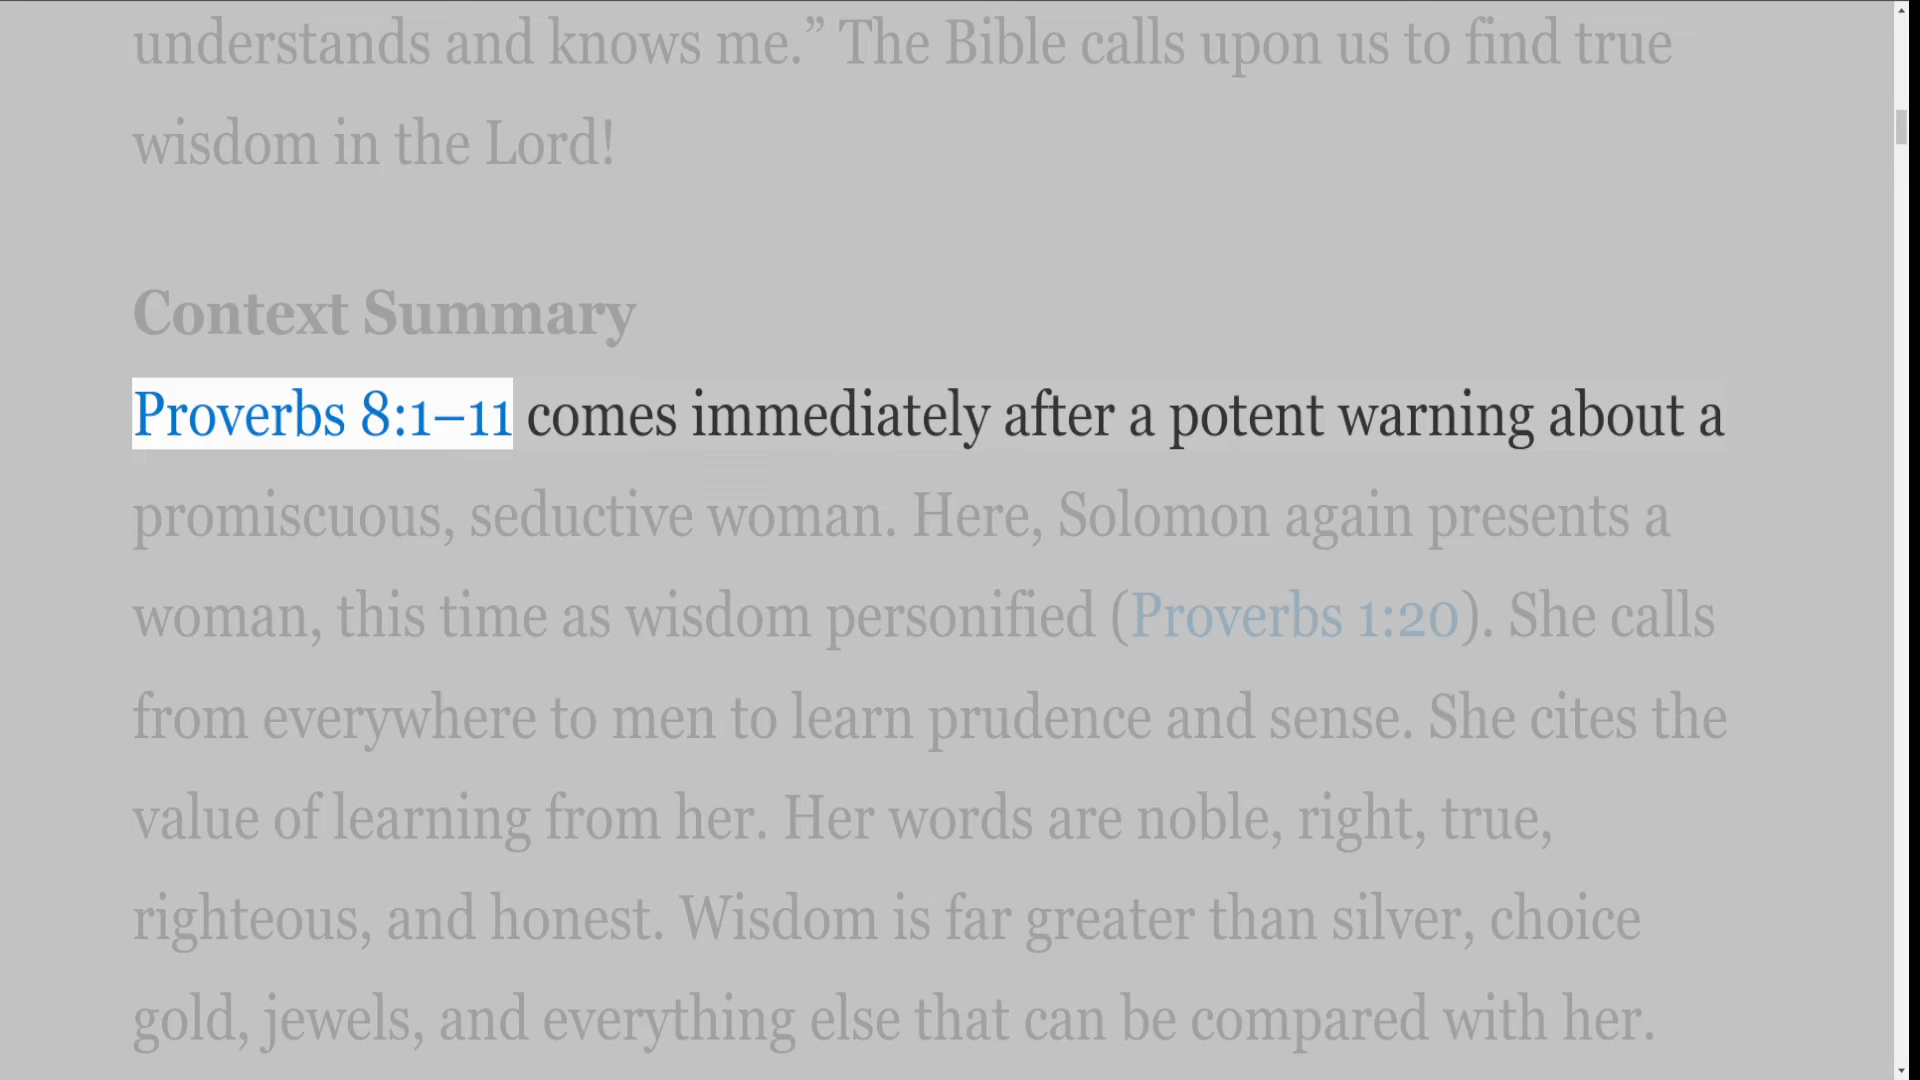 understands and knows me.” The Bible calls upon us to find true
wisdom in the Lord!
Context Summary
Proverbs 8:1–11 comes immediately after a potent warning about a
promiscuous, seductive woman. Here, Solomon again presents a
woman, this time as wisdom personified (Proverbs 1:20). She calls
from everywhere to men to learn prudence and sense. She cites the
value of learning from her. Her words are noble, right, true,
righteous, and honest. Wisdom is far greater than silver, choice
gold, jewels, and everything else that can be compared with her.